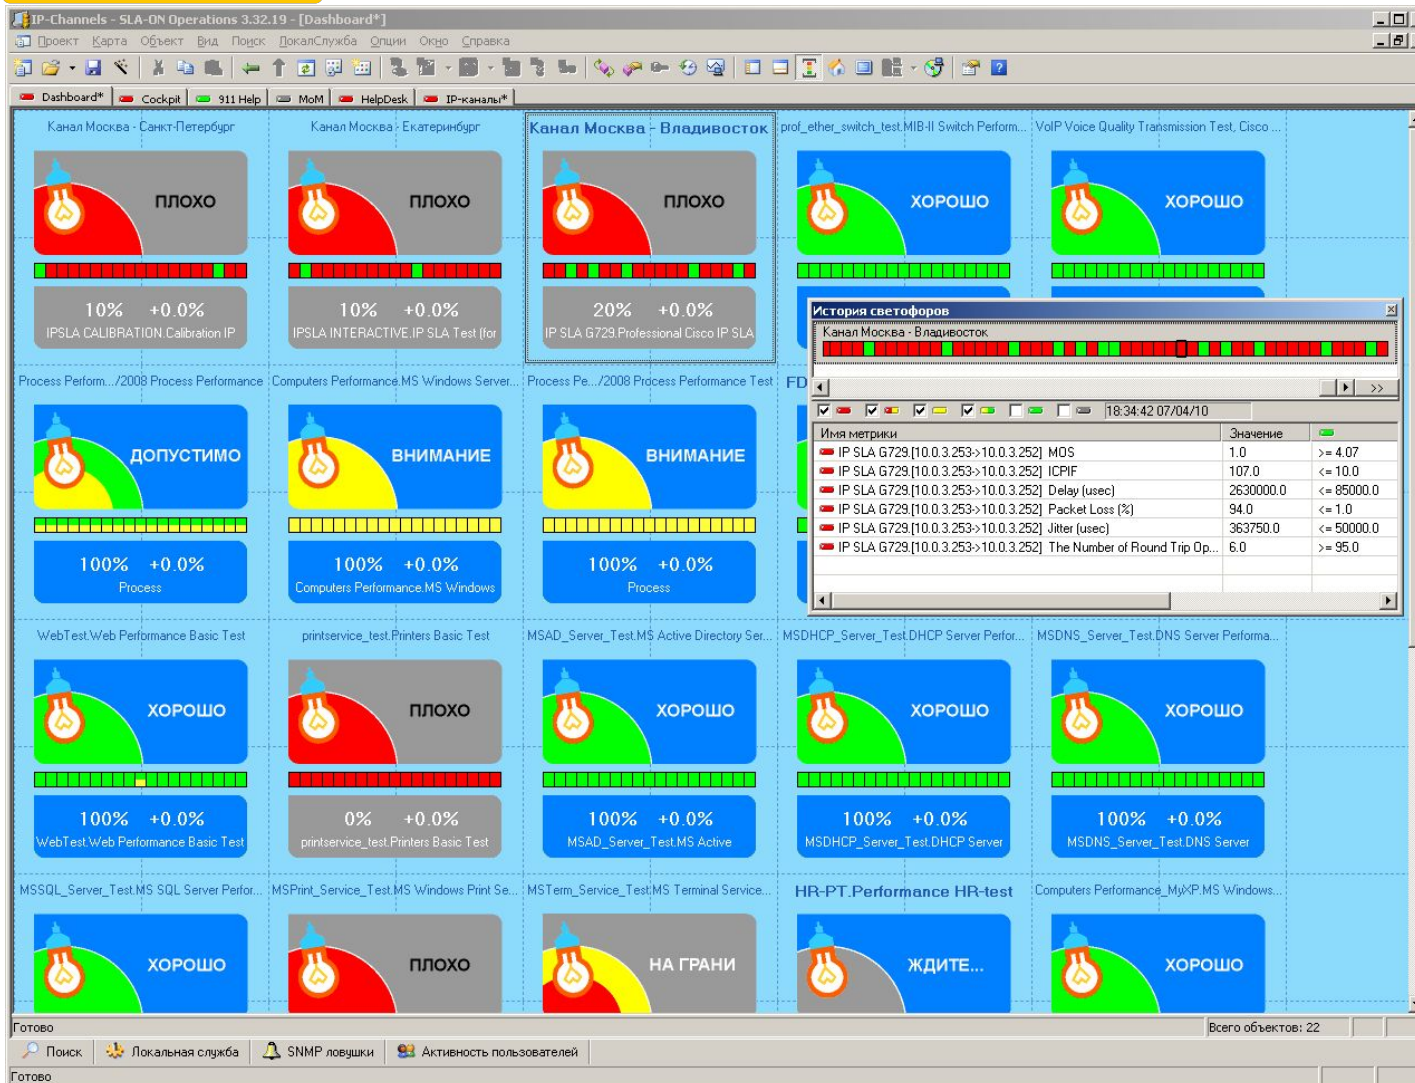 IP-Channels - SLA-ON Operations 3.32.19 - [Dashboard*]
Проект Карта Объект Вид Поиск ЛокалСлужба Опции Окно Справка
Dashboard* Cockpit 911 Help MoM HelpDesk IP-каналы*
Канал Москва - Санкт-Петербург Канал Москва - Екатеринбург Канал Москва - Владивосток prof_ether_switch_test.MIB-II Switch Perform... VoIP Voice Quality Transmission Test, Cisco ...
ПЛОХО ПЛОХО ПЛОХО ХОРОШО ХОРОШО
10% +0.0% 10% +0.0% 20% +0.0%
IPSLA CALIBRATION.Calibration IP IPSLA INTERACTIVE.IP SLA Test (for IP SLA G729.Professional Cisco IP SLA
История светофоров
Канал Москва - Владивосток
>>
18:34:42 07/04/10
Имя метрики Значение
IP SLA G729.[10.0.3.253->10.0.3.252] MOS 1.0 >= 4.07
IP SLA G729.[10.0.3.253->10.0.3.252] ICPIF 107.0 <= 10.0
IP SLA G729.[10.0.3.253->10.0.3.252] Delay (usec) 2630000.0 <= 85000.0
IP SLA G729.[10.0.3.253->10.0.3.252] Packet Loss (%) 94.0 <= 1.0
IP SLA G729.[10.0.3.253->10.0.3.252] Jitter (usec) 363750.0 <= 50000.0
IP SLA G729.[10.0.3.253->10.0.3.252] The Number of Round Trip Op... 6.0 >= 95.0
Process Perform.../2008 Process Performance Computers Performance.MS Windows Server... Process Pe.../2008 Process Performance Test FD
ДОПУСТИМО ВНИМАНИЕ ВНИМАНИЕ
100% +0.0% 100% +0.0% 100% +0.0%
Process Computers Performance.MS Windows Process
WebTest.Web Performance Basic Test printservice_test.Printers Basic Test MSAD_Server_Test.MS Active Directory Ser... MSDHCP_Server_Test.DHCP Server Perfor... MSDNS_Server_Test.DNS Server Performa...
ХОРОШО ПЛОХО ХОРОШО ХОРОШО ХОРОШО
100% +0.0% 0% +0.0% 100% +0.0% 100% +0.0% 100% +0.0%
WebTest.Web Performance Basic Test printservice_test.Printers Basic Test MSAD_Server_Test.MS Active MSDHCP_Server_Test.DHCP Server MSDNS_Server_Test.DNS Server
MSSQL_Server_Test.MS SQL Server Perfor... MSPrint_Service_Test.MS Windows Print Se... MSTerm_Service_Test.MS Terminal Service... HR-PT.Performance HR-test Computers Performance_MyXP.MS Windows...
ХОРОШО ПЛОХО НА ГРАНИ ЖДИТЕ... ХОРОШО
Готово Всего объектов: 22
Поиск Локальная служба SNMP ловушки Активность пользователей
Готово